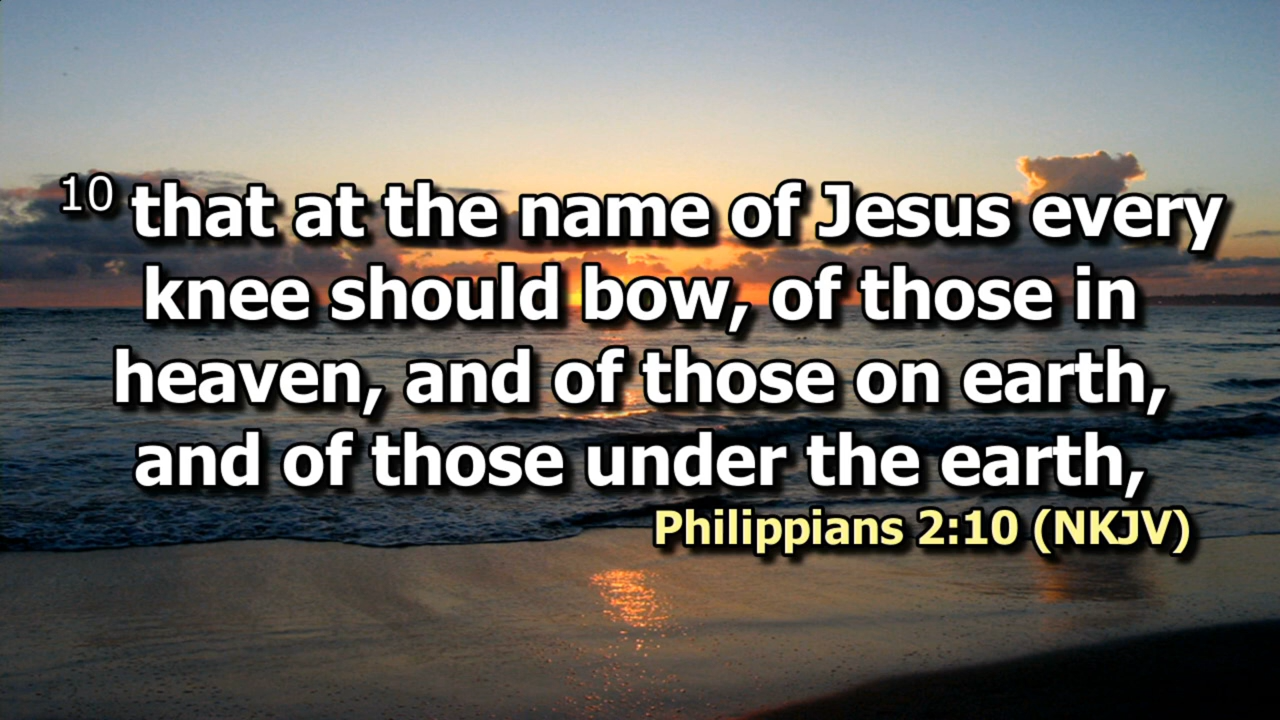 10 that at the name of Jesus every
knee should bow, of those in
heaven, and of those on earth,
and of those under the earth,
Philippians 2:10 (NKJV)